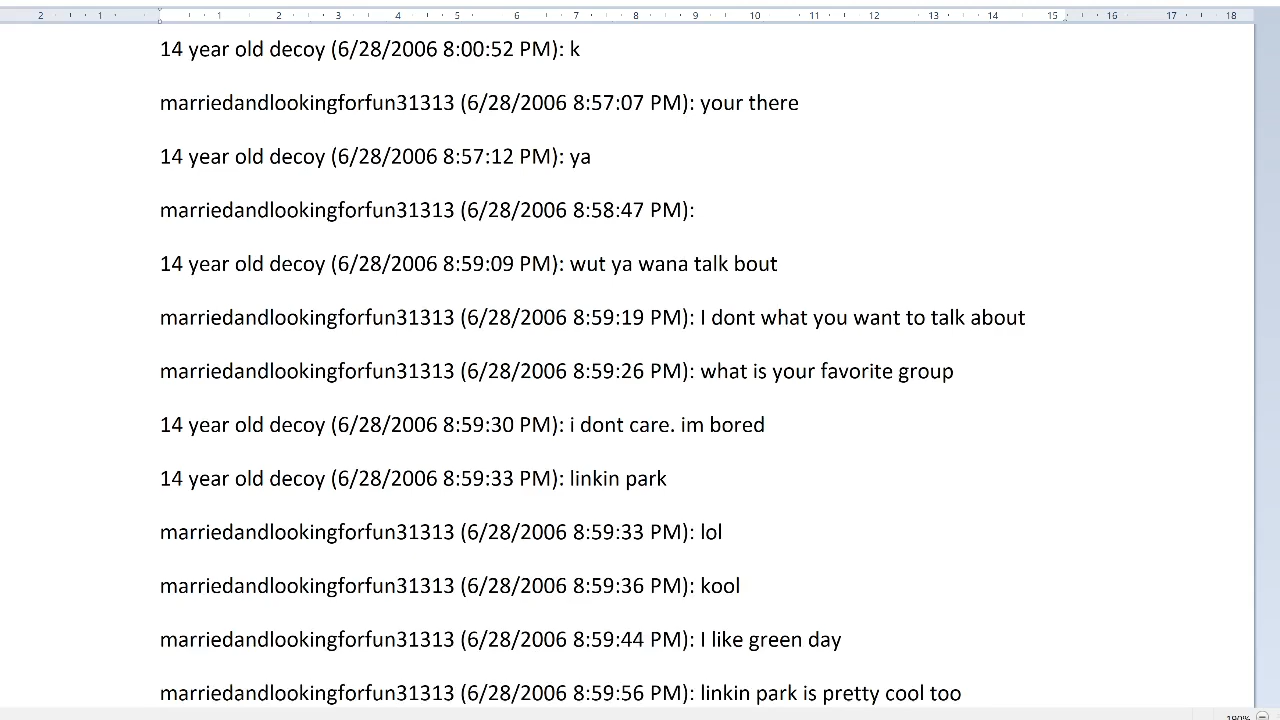 2 1 1 2 3 4 5 6 7 8 9 10 11 12 13 14 15 16 17 18
14 year old decoy (6/28/2006 8:00:52 PM): k
marriedandlookingforfun31313 (6/28/2006 8:57:07 PM): your there
14 year old decoy (6/28/2006 8:57:12 PM): ya
marriedandlookingforfun31313 (6/28/2006 8:58:47 PM):
14 year old decoy (6/28/2006 8:59:09 PM): wut ya wana talk bout
marriedandlookingforfun31313 (6/28/2006 8:59:19 PM): I dont what you want to talk about
marriedandlookingforfun31313 (6/28/2006 8:59:26 PM): what is your favorite group
14 year old decoy (6/28/2006 8:59:30 PM): i dont care. im bored
14 year old decoy (6/28/2006 8:59:33 PM): linkin park
marriedandlookingforfun31313 (6/28/2006 8:59:33 PM): lol
marriedandlookingforfun31313 (6/28/2006 8:59:36 PM): kool
marriedandlookingforfun31313 (6/28/2006 8:59:44 PM): I like green day
marriedandlookingforfun31313 (6/28/2006 8:59:56 PM): linkin park is pretty cool too